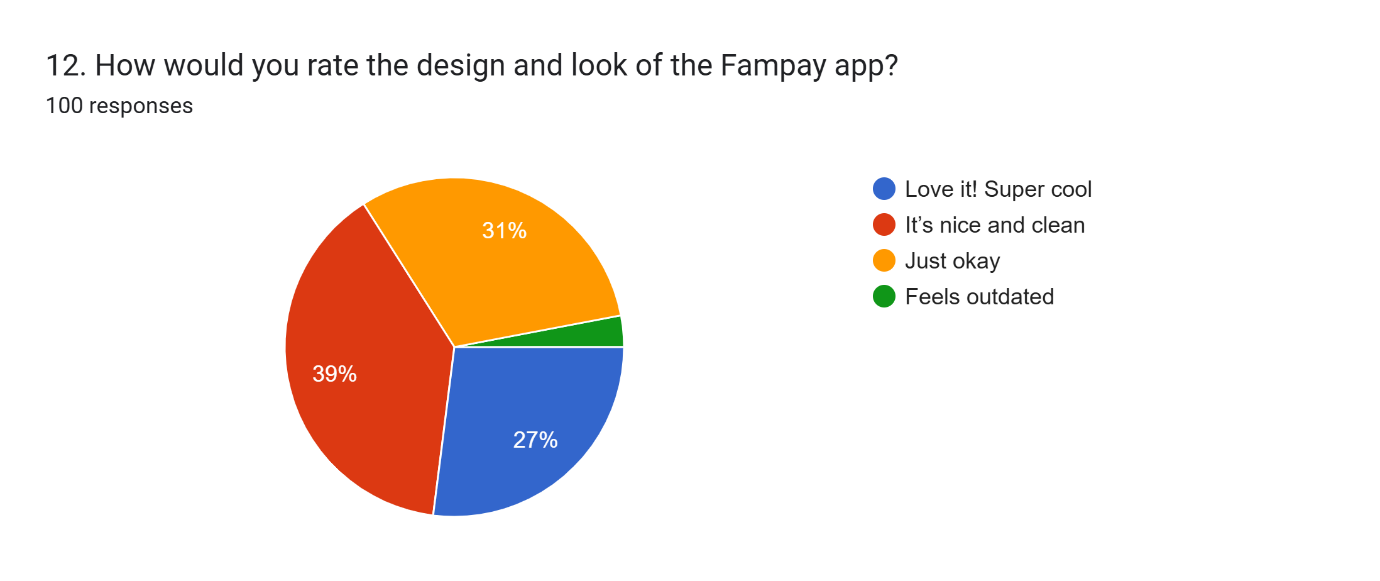 12. How would you rate the design and look of the Fampay app?
100 responses
31%
39%
27%
Love it! Super cool
It’s nice and clean
Just okay
Feels outdated